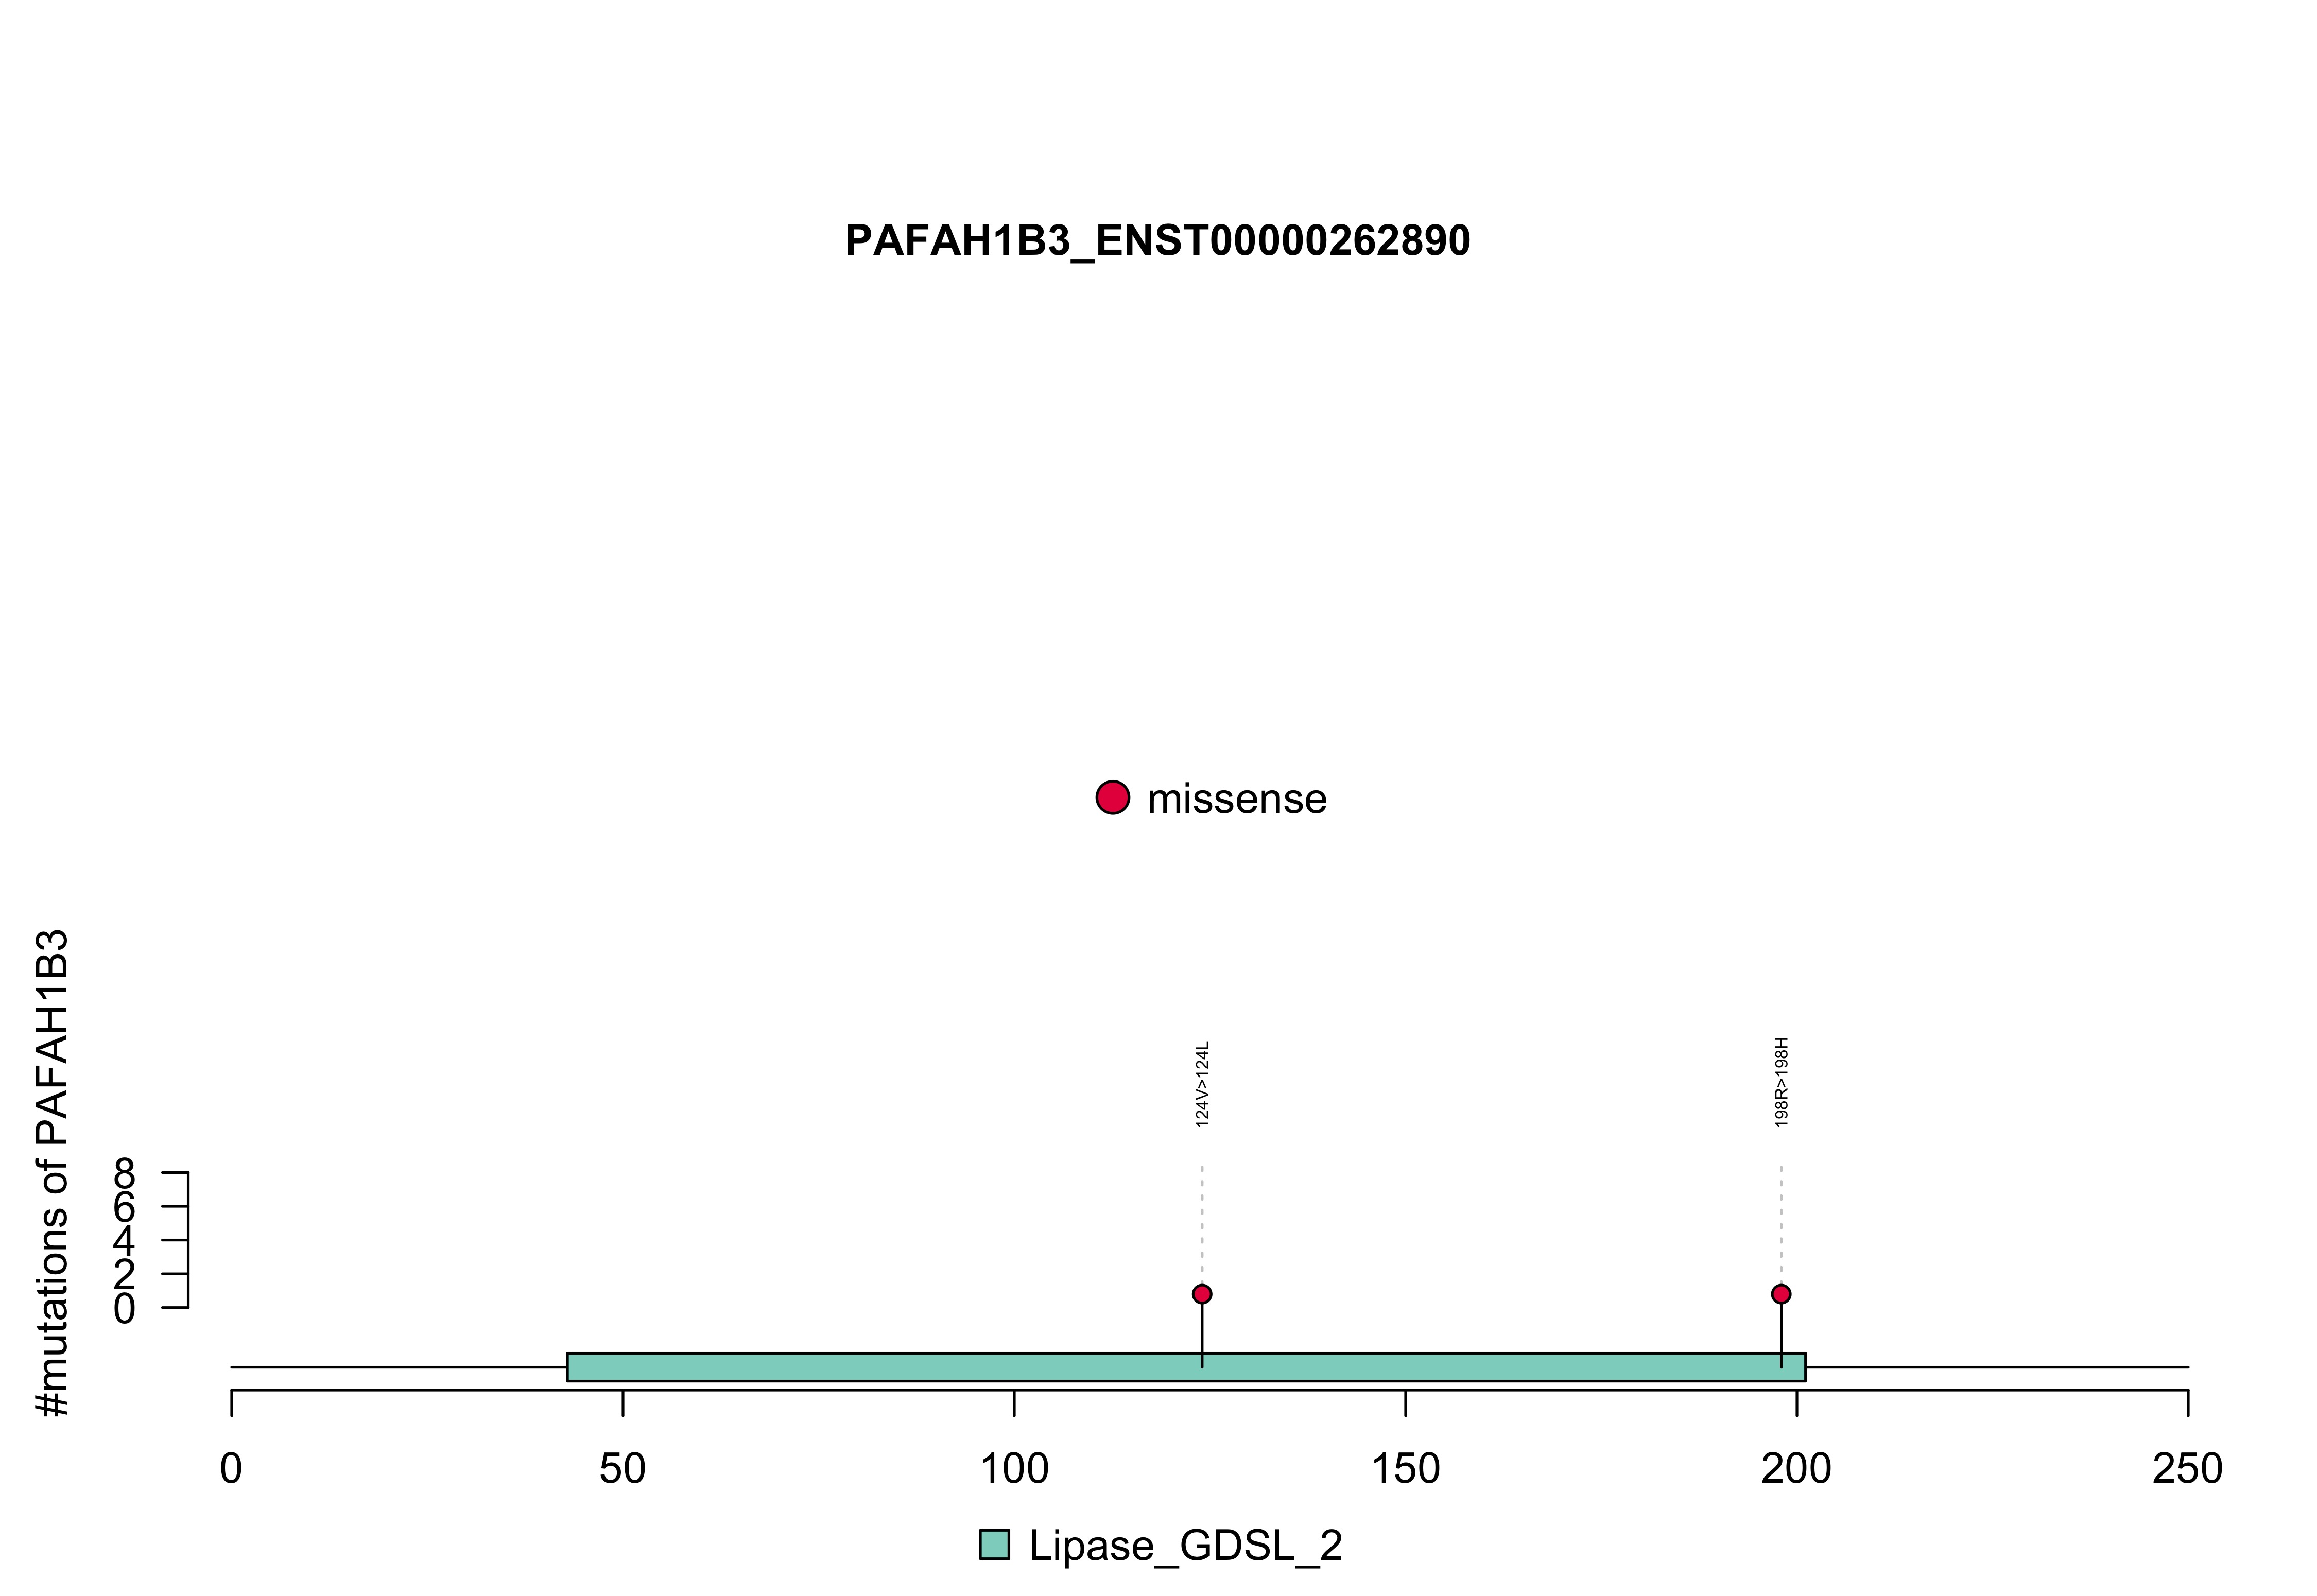 PAFAH1B3_ENST00000262890
missense
#mutations of PAFAH1B3
124V>124L
198R>198H
8
6
4
2
0
0 50 100 150 200 250
Lipase_GDSL_2